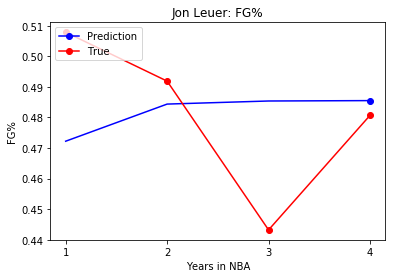 Jon Leuer: FG%
0.51
0.50
0.49
0.48
0.47
0.46
0.45
0.44
FG%
Prediction
True
1 2 3 4
Years in NBA